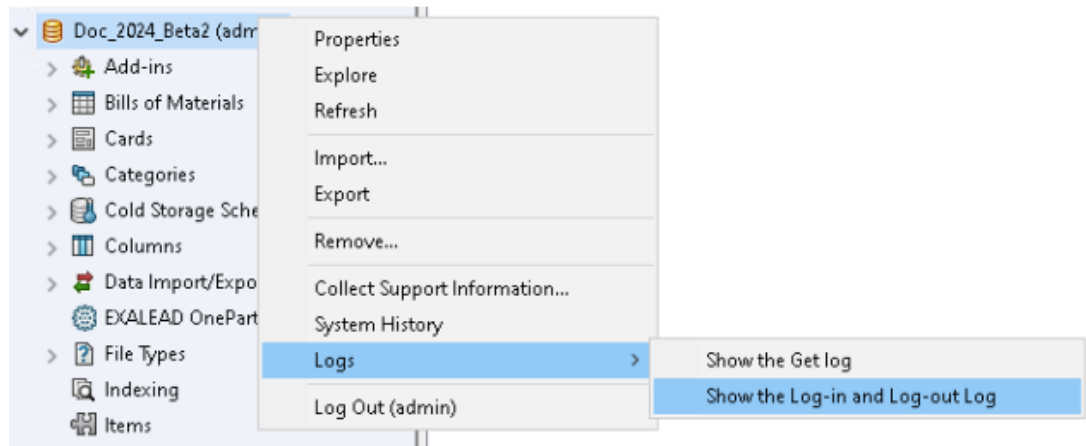 Doc_2024_Beta2 (adm
Add-ins
Bills of Materials
Cards
Categories
Cold Storage Sche
Columns
Data Import/Expo
EXALEAD OnePart
File Types
Indexing
Items
Properties
Explore
Refresh
Import...
Export
Remove...
Collect Support Information...
System History
Logs
Log Out (admin)
Show the Get log
Show the Log-in and Log-out Log